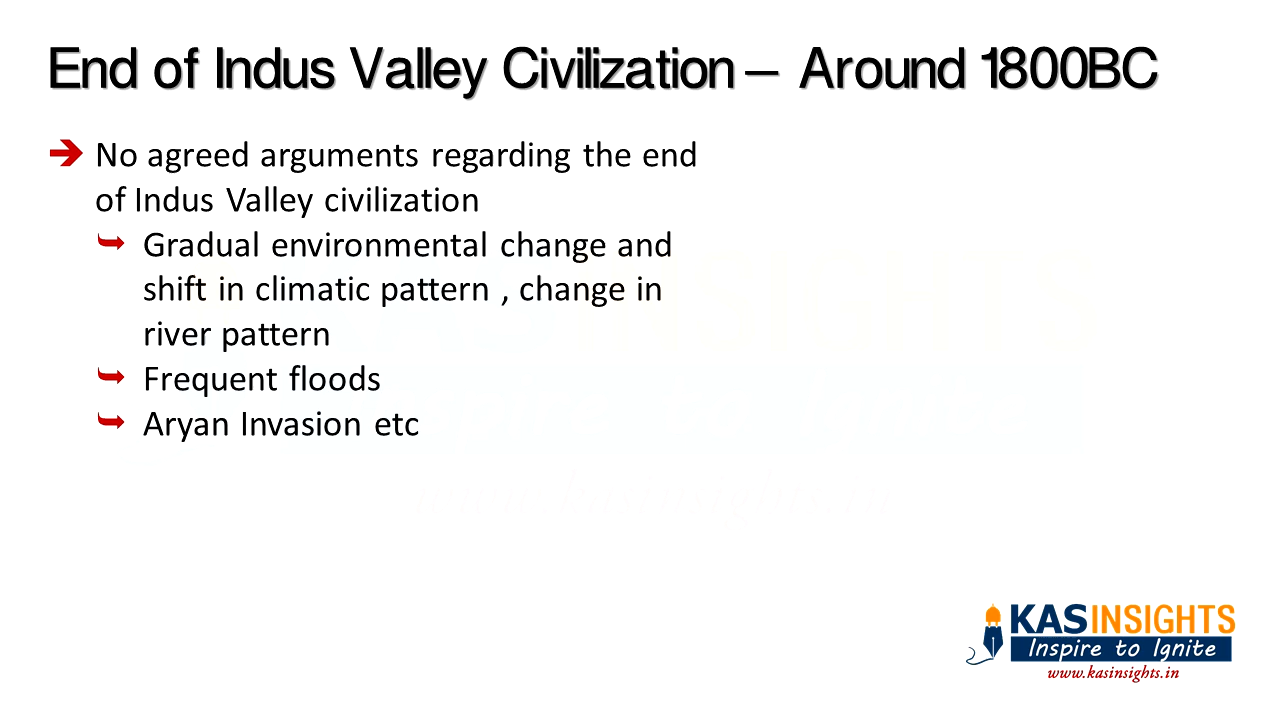 End of Indus Valley Civilization – Around 1800BC
No agreed arguments regarding the end
of Indus Valley civilization
Gradual environmental change and
shift in climatic pattern , change in
river pattern
Frequent floods
Aryan Invasion etc
KASINSIGHTS
Inspire to Ignite
www.kasinsights.in